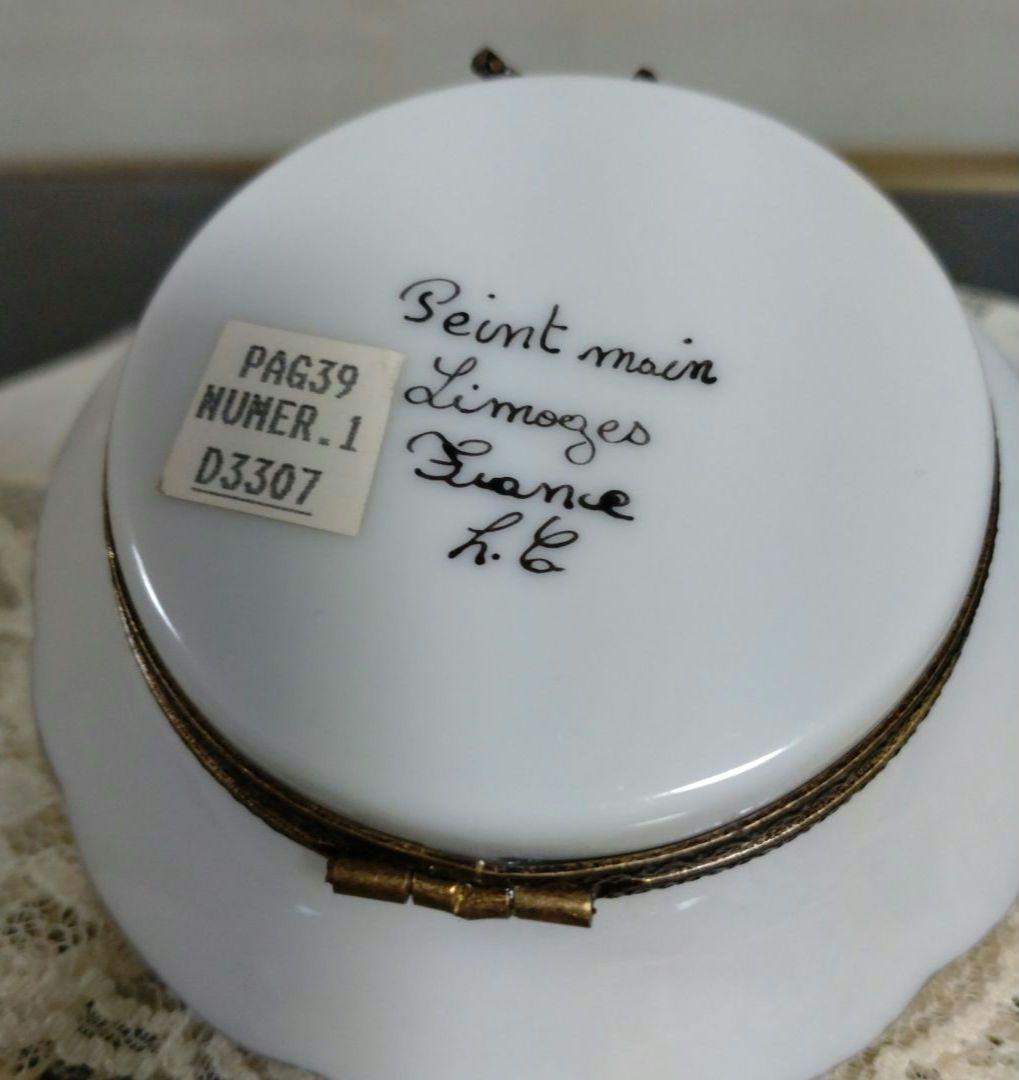 Peint main
Limoges
France
L.C
PAG39
NUMER.1
D3307